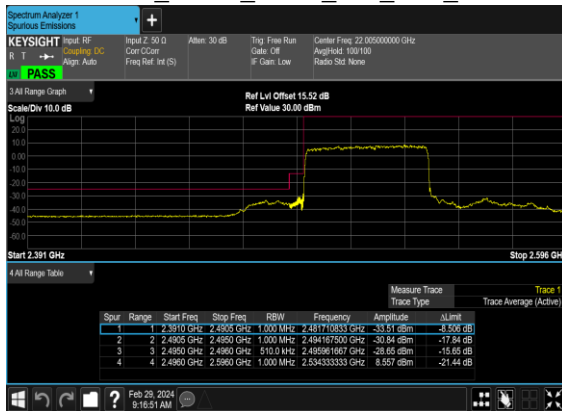 Spectrum Analyzer 1
Spurious Emissions
KEYSIGHT
R T
LXI
PASS
Input: RF
Coupling: DC
Align: Auto
Input Z: 50 Ω
Corr CCorr
Freq Ref: Int (S)
Atten: 30 dB
Trig: Free Run
Gate: Off
IF Gain: Low
Center Freq: 22.005000000 GHz
Avg|Hold: 100/100
Radio Std: None
3 All Range Graph
Scale/Div 10.0 dB
Ref Lvl Offset 15.52 dB
Ref Value 30.00 dBm
Log
20.0
10.0
0.00
-10.0
-20.0
-30.0
-40.0
-50.0
-60.0
Start 2.391 GHz
Stop 2.596 GH
4 All Range Table
Measure Trace Trace 1
Trace Type Trace Average (Active)
Spur Range Start Freq Stop Freq RBW Frequency Amplitude ΔLimit
1 1 2.3910 GHz 2.4905 GHz 1.000 MHz 2.481710833 GHz -33.51 dBm -8.506 dB
2 2 2.4905 GHz 2.4950 GHz 1.000 MHz 2.494167500 GHz -30.84 dBm -17.84 dB
3 3 2.4950 GHz 2.4960 GHz 510.0 kHz 2.495961667 GHz -28.65 dBm -15.65 dB
4 4 2.4960 GHz 2.5960 GHz 1.000 MHz 2.534333333 GHz 8.557 dBm -21.44 dB
?
Feb 29, 2024
9:16:51 AM